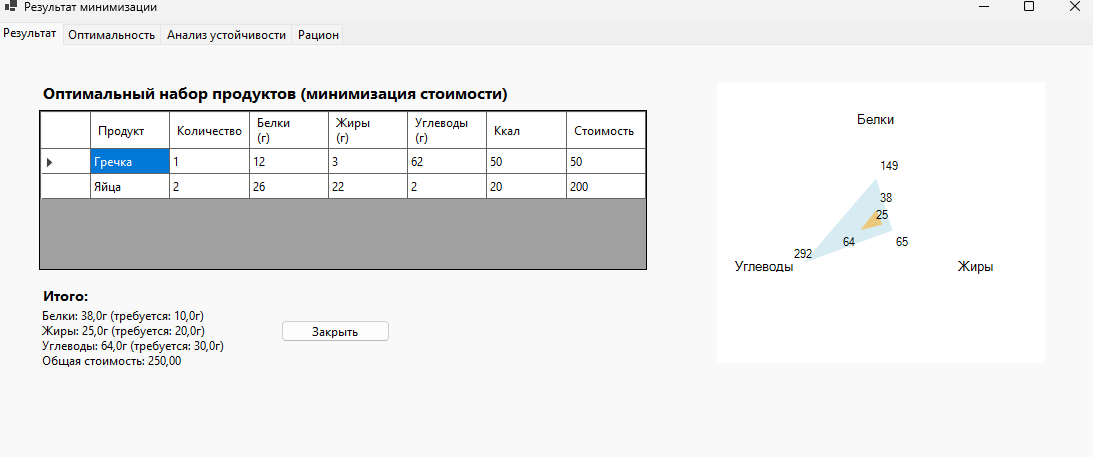 Результат минимизации
Результат Оптимальность Анализ устойчивости Рацион
Оптимальный набор продуктов (минимизация стоимости)
Продукт Количество Белки (г) Жиры (г) Углеводы (г) Ккал Стоимость
Гречка 1 12 3 62 50 50
Яйца 2 26 22 2 20 200
Итого:
Белки: 38,0г (требуется: 10,0г)
Жиры: 25,0г (требуется: 20,0г)
Углеводы: 64,0г (требуется: 30,0г)
Общая стоимость: 250,00
Закрыть
Белки
149
38
25
64 65
292
Углеводы Жиры